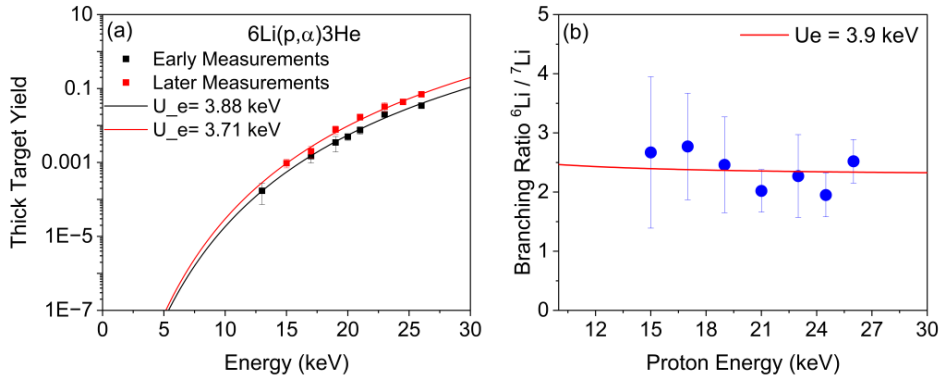 (a)
6Li(p,α)3He
Early Measurements
Later Measurements
U_e= 3.88 keV
U_e= 3.71 keV
10
0.1
0.001
1E-5
1E-7
0 5 10 15 20 25 30
Energy (keV)
Thick Target Yield
(b)
Ue = 3.9 keV
5
4
3
2
1
0
12 15 18 21 24 27 30
Proton Energy (keV)
Branching Ratio ⁶Li / ⁷Li